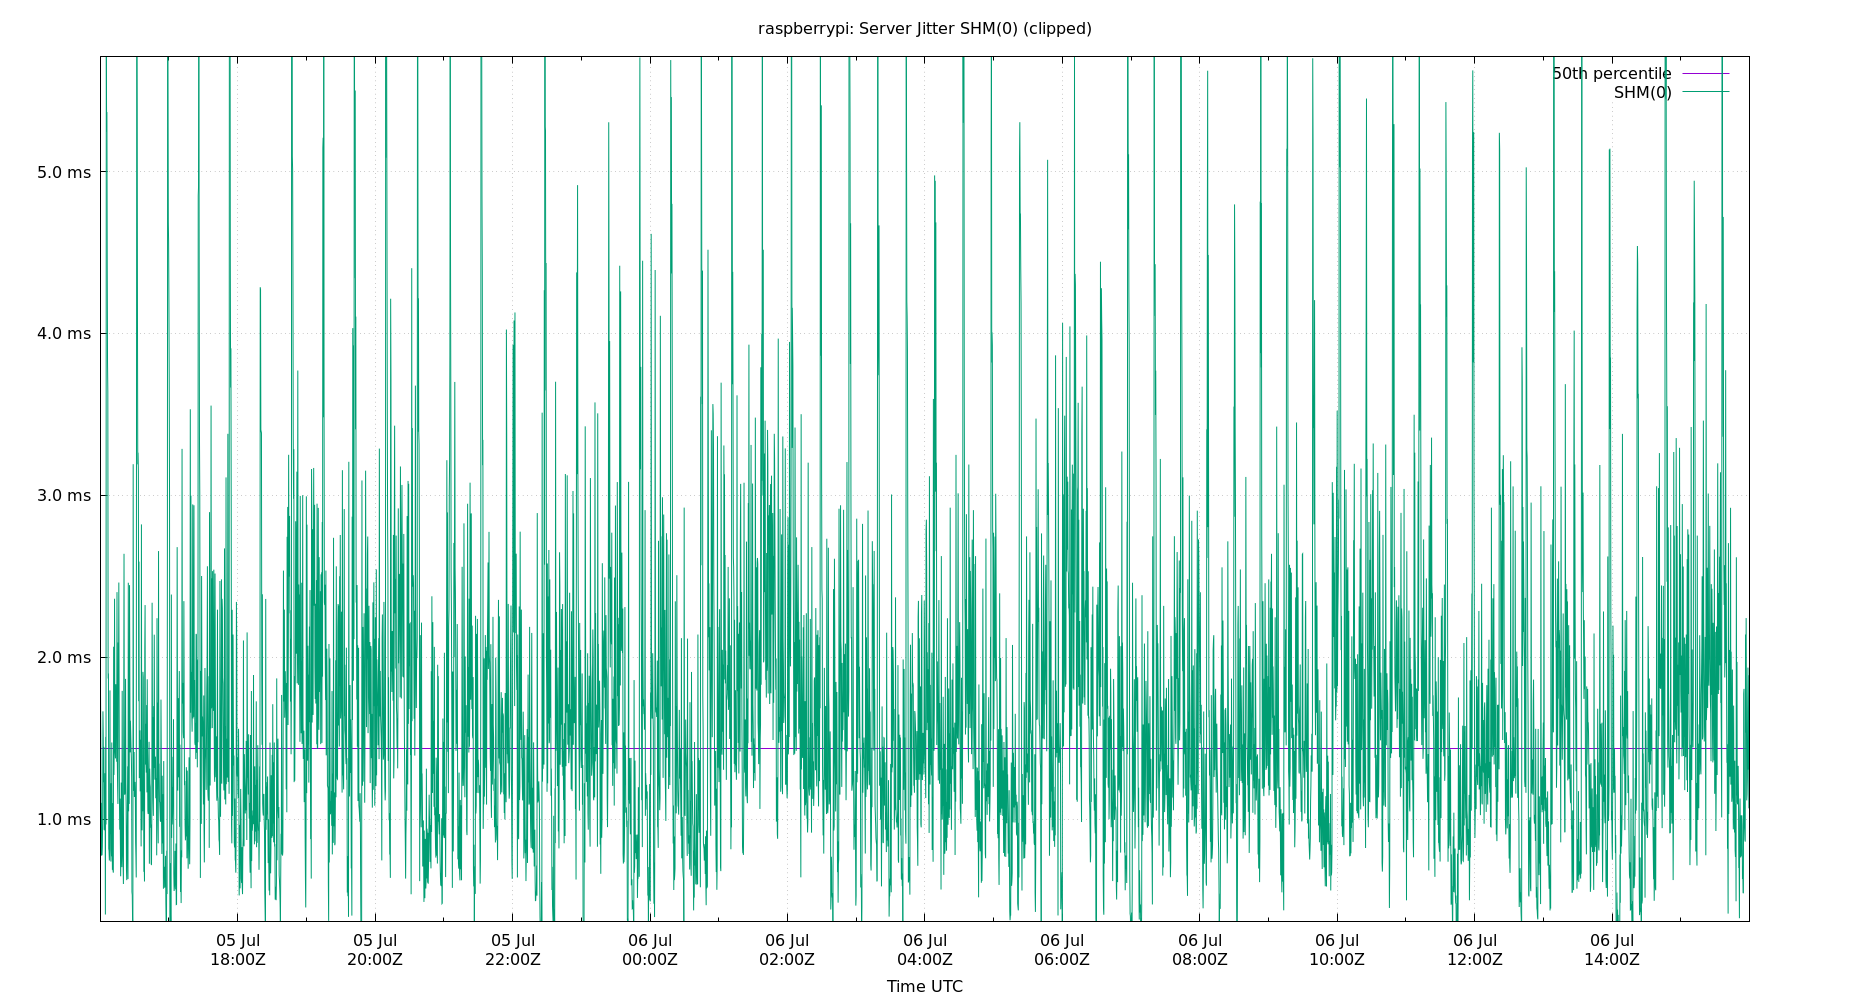 raspberrypi: Server Jitter SHM(0) (clipped)
50th percentile
SHM(0)
5.0 ms
4.0 ms
3.0 ms
2.0 ms
1.0 ms
05 Jul 05 Jul 05 Jul 06 Jul 06 Jul 06 Jul 06 Jul 06 Jul 06 Jul 06 Jul 06 Jul
18:00Z 20:00Z 22:00Z 00:00Z 02:00Z 04:00Z 06:00Z 08:00Z 10:00Z 12:00Z 14:00Z
Time UTC